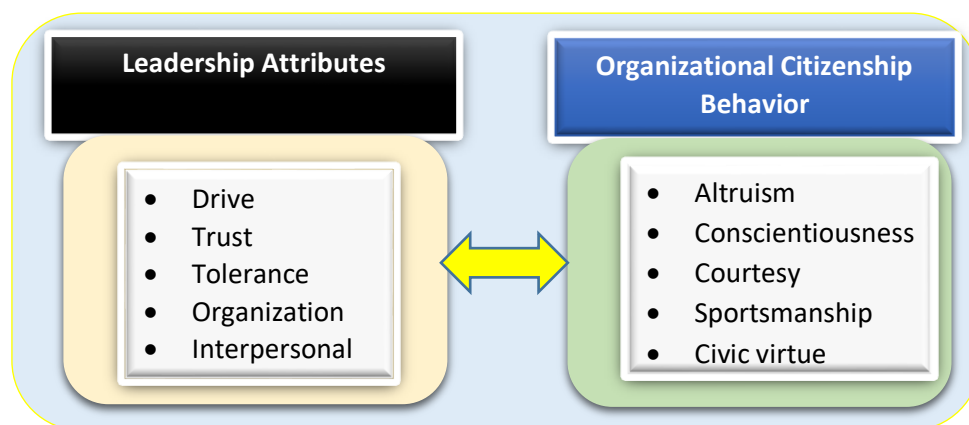 Leadership Attributes
• Drive
• Trust
• Tolerance
• Organization
• Interpersonal
Organizational Citizenship
Behavior
• Altruism
• Conscientiousness
• Courtesy
• Sportsmanship
• Civic virtue